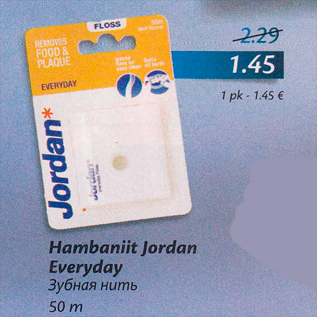 FLOSS
REMOVES
FOOD &
PLAQUE
EVERYDAY
Jordan*
Jordan*
2.29
1.45
1 pk - 1.45 €
Hambaniit Jordan
Everyday
Зубная нить
50 m